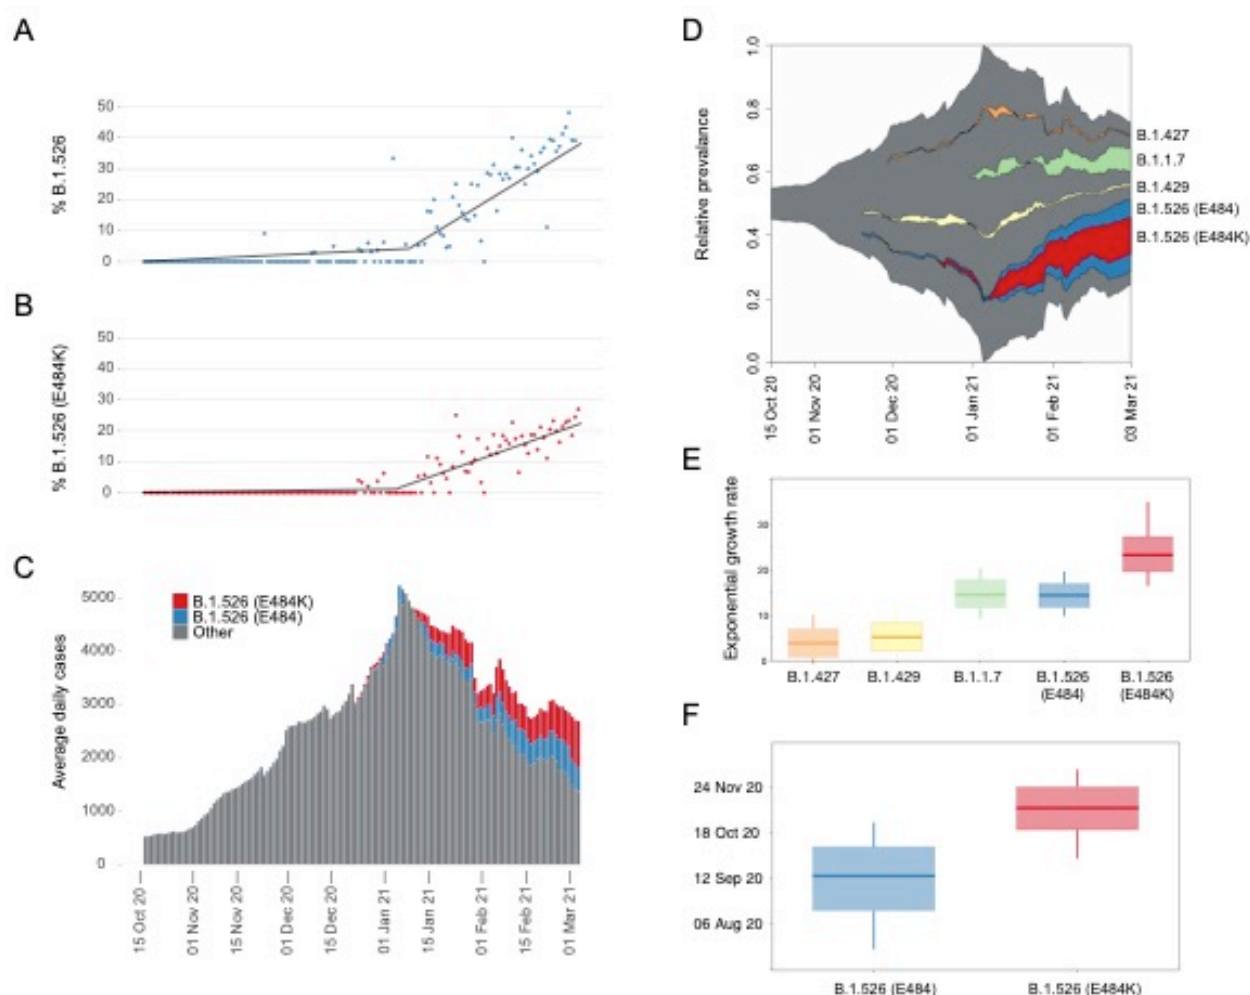 A
% B.1.526
50
40
30
20
10
0
B
% B.1.526 (E484K)
50
40
30
20
10
0
C
Average daily cases
5000
4000
3000
2000
1000
0
B.1.526 (E484K)
B.1.526 (E484)
Other
15 Oct 20
01 Nov 20
15 Nov 20
01 Dec 20
15 Dec 20
01 Jan 21
15 Jan 21
01 Feb 21
15 Feb 21
01 Mar 21
D
Relative prevalance
1.0
0.8
0.6
0.4
0.2
0.0
B.1.427
B.1.1.7
B.1.429
B.1.526 (E484)
B.1.526 (E484K)
15 Oct 20
01 Nov 20
01 Dec 20
01 Jan 21
01 Feb 21
03 Mar 21
E
Exponential growth rate
30
20
10
0
B.1.427
B.1.429
B.1.1.7
B.1.526
(E484)
B.1.526
(E484K)
F
24 Nov 20
18 Oct 20
12 Sep 20
06 Aug 20
B.1.526 (E484)
B.1.526 (E484K)